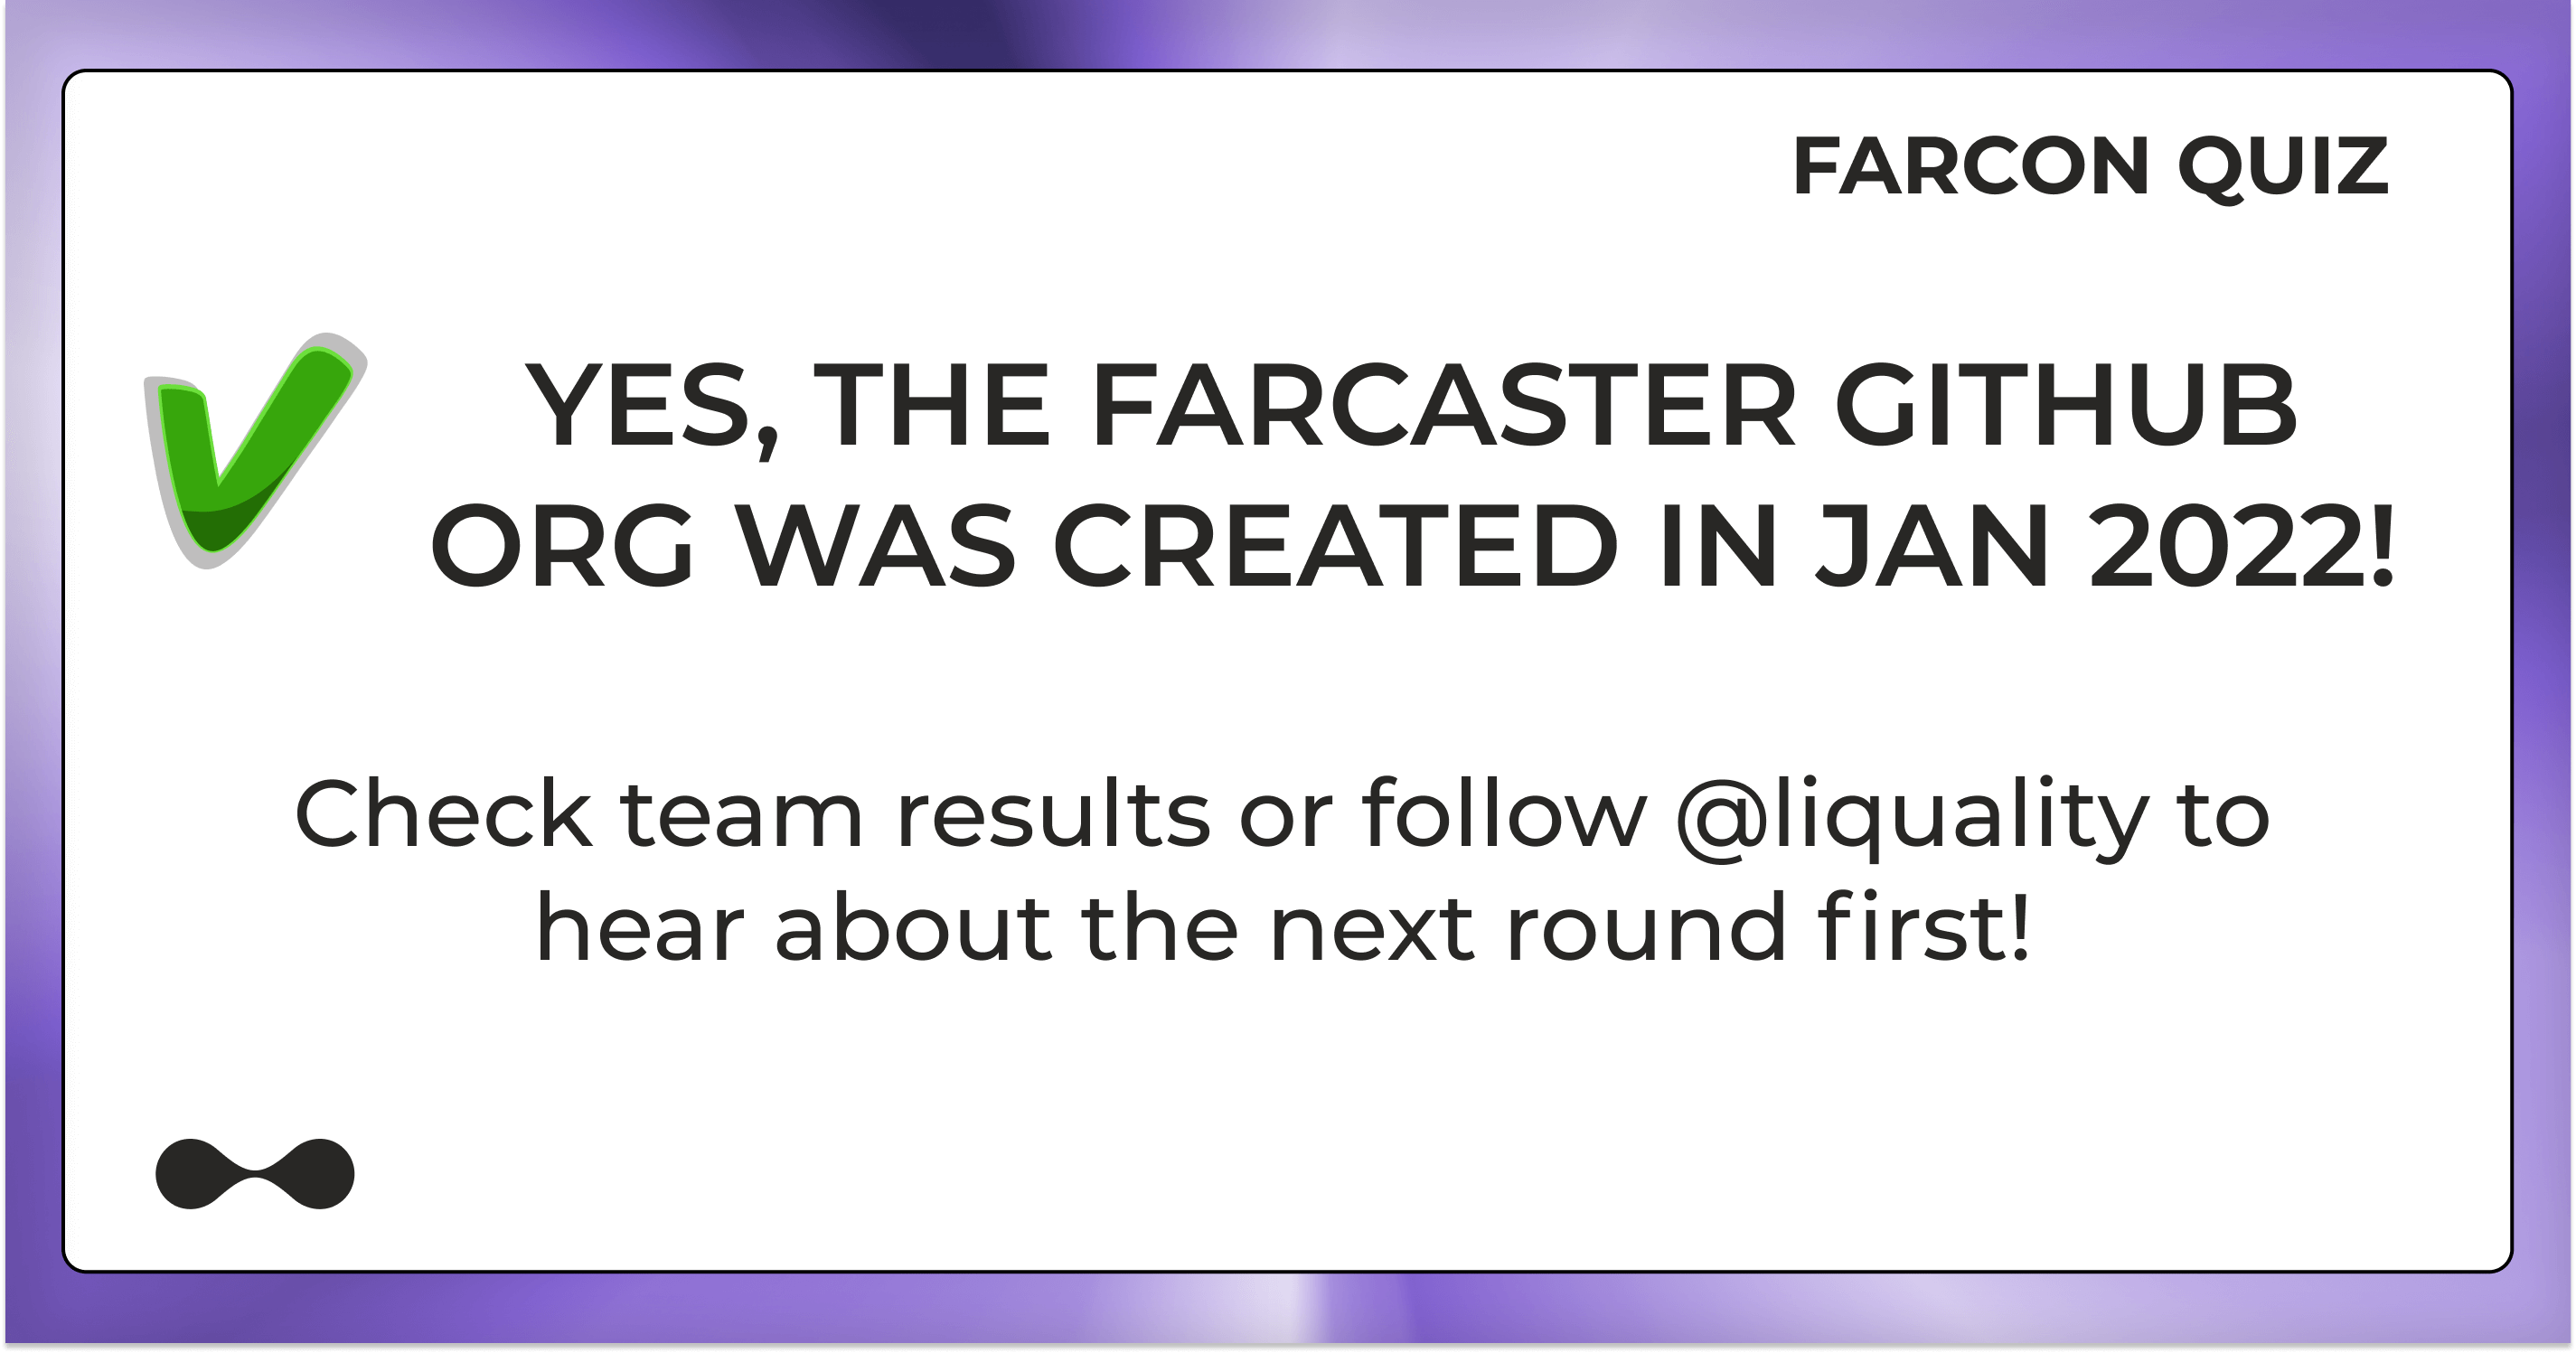 FARCON QUIZ
YES, THE FARCASTER GITHUB
ORG WAS CREATED IN JAN 2022!
Check team results or follow @liquality to
hear about the next round first!